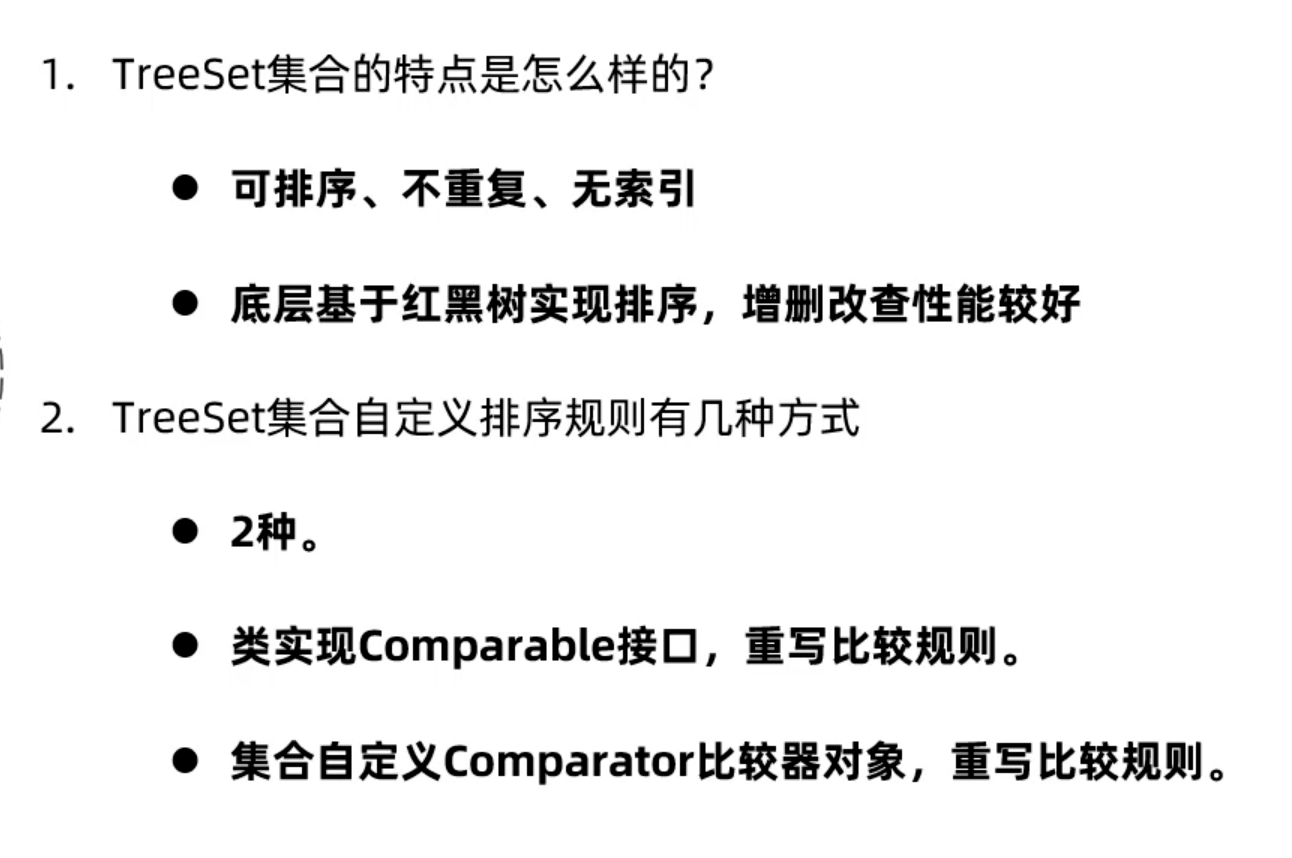 1. TreeSet集合的特点是怎么样的?
● 可排序、不重复、无索引
● 底层基于红黑树实现排序，增删改查性能较好
2. TreeSet集合自定义排序规则有几种方式
● 2种。
● 类实现Comparable接口，重写比较规则。
● 集合自定义Comparator比较器对象，重写比较规则。